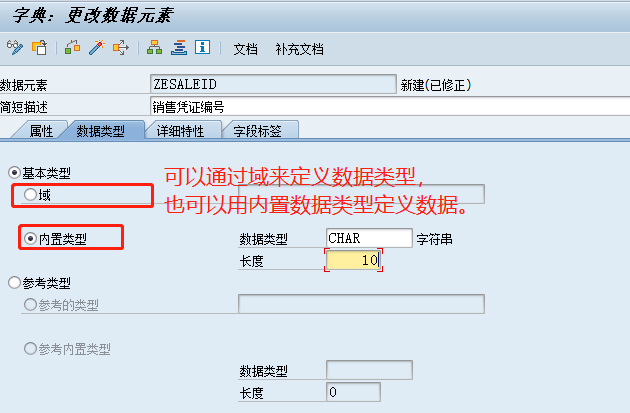 字典：更改数据元素
文档 补充文档
数据元素 ZESALEID 新建(已修正)
简短描述 销售凭证编号
属性 数据类型 详细特性 字段标签
基本类型
域
可以通过域来定义数据类型，
也可以用内置数据类型定义数据。
内置类型 数据类型 CHAR 字符串
长度 10
参考类型
参考的类型
参考内置类型
数据类型
长度 0